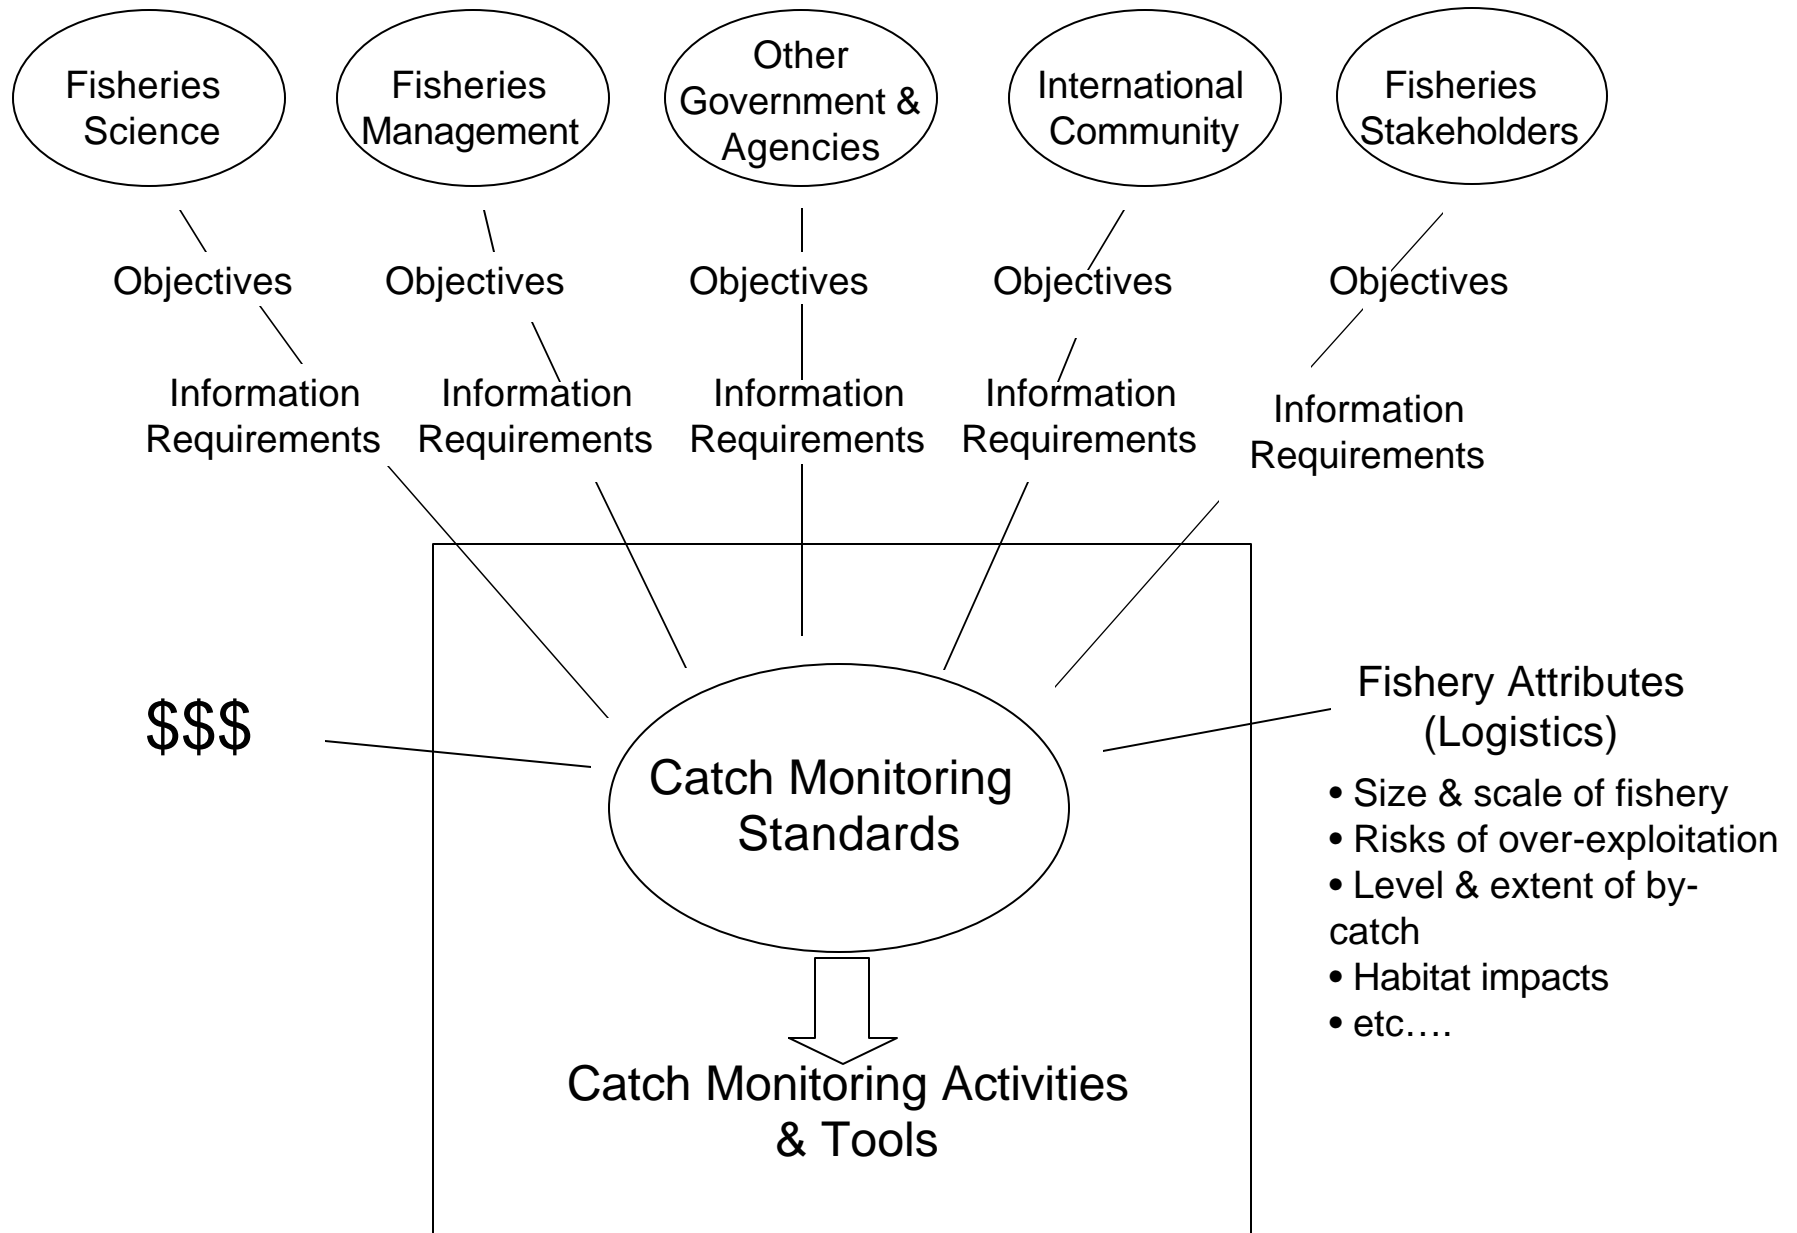 Fisheries
Science
Fisheries
Management
Other
Government &
Agencies
International
Community
Fisheries
Stakeholders
Objectives
Objectives
Objectives
Objectives
Objectives
Information
Requirements
Information
Requirements
Information
Requirements
Information
Requirements
Information
Requirements
$$$
Catch Monitoring
Standards
Fishery Attributes
(Logistics)
• Size & scale of fishery
• Risks of over-exploitation
• Level & extent of by-
catch
• Habitat impacts
• etc….
Catch Monitoring Activities
& Tools